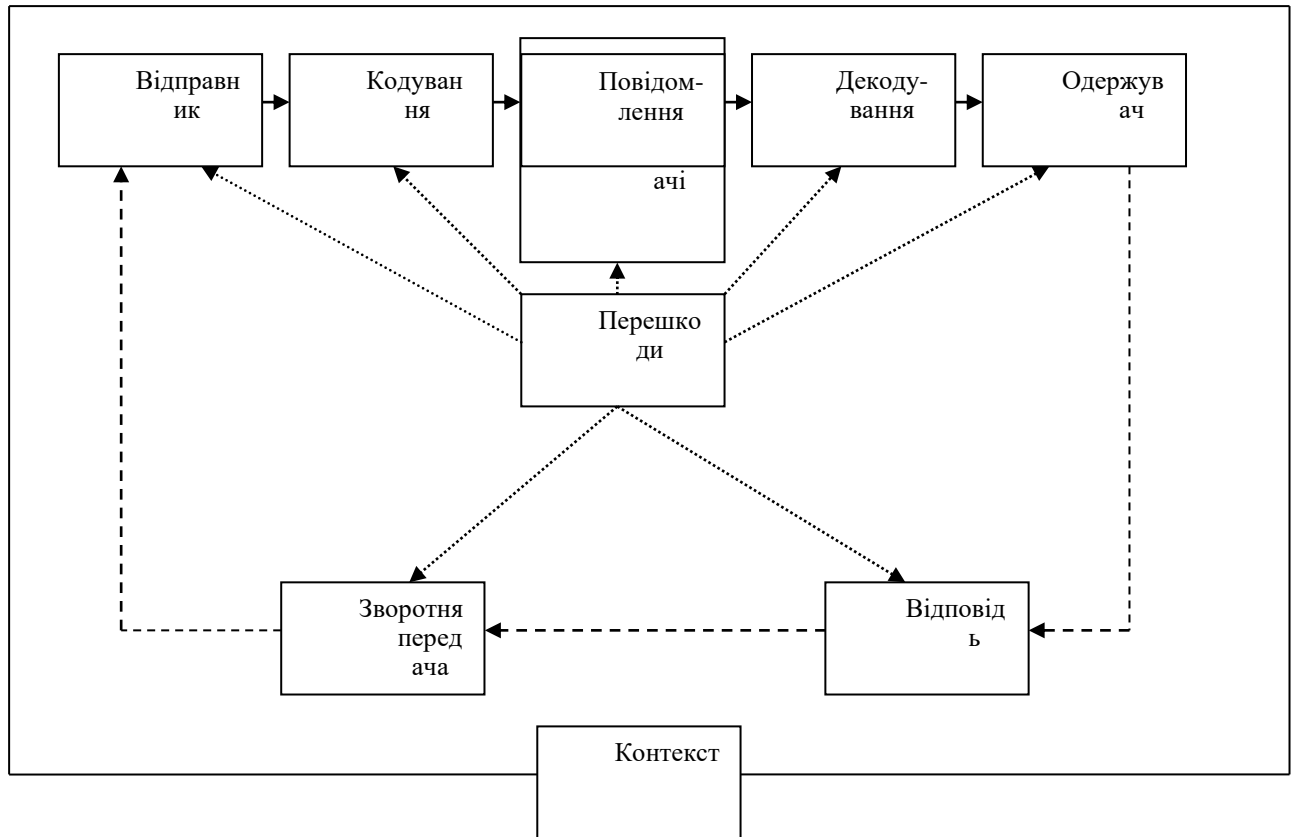 Відправн
ик
Кодуван
ня
Повідом-
лення
ачі
Декоду-
вання
Одержув
ач
Перешко
ди
Зворотня
перед
ача
Відповід
ь
Контекст